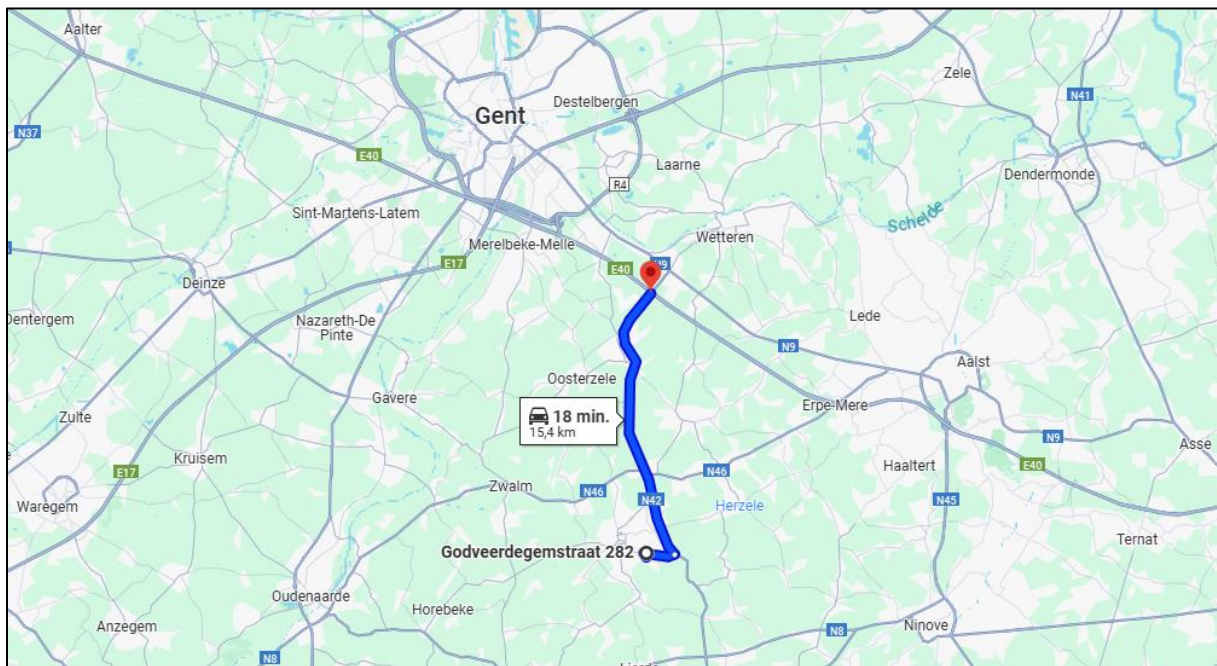 Aalter
Zele
N41
Destelbergen
Gent
N37
E40
Laarne
Dendermonde
R4
Sint-Martens-Latem
Schelde
Wetteren
Merelbeke-Melle
E17
E40
N9
Deinze
Lede
Dentergem
Nazareth-De
Pinte
N9
Aalst
Oosterzele
Gavere
Erpe-Mere
18 min.
15,4 km
Zulte
N9
Asse
Kruisem
E17
Haaltert
E40
N46
Zwalm
N46
N42
Herzele
N45
Waregem
Ternat
Godveerdegemstraat 282
Oudenaarde
Horebeke
Anzegem
N8
Ninove
N8